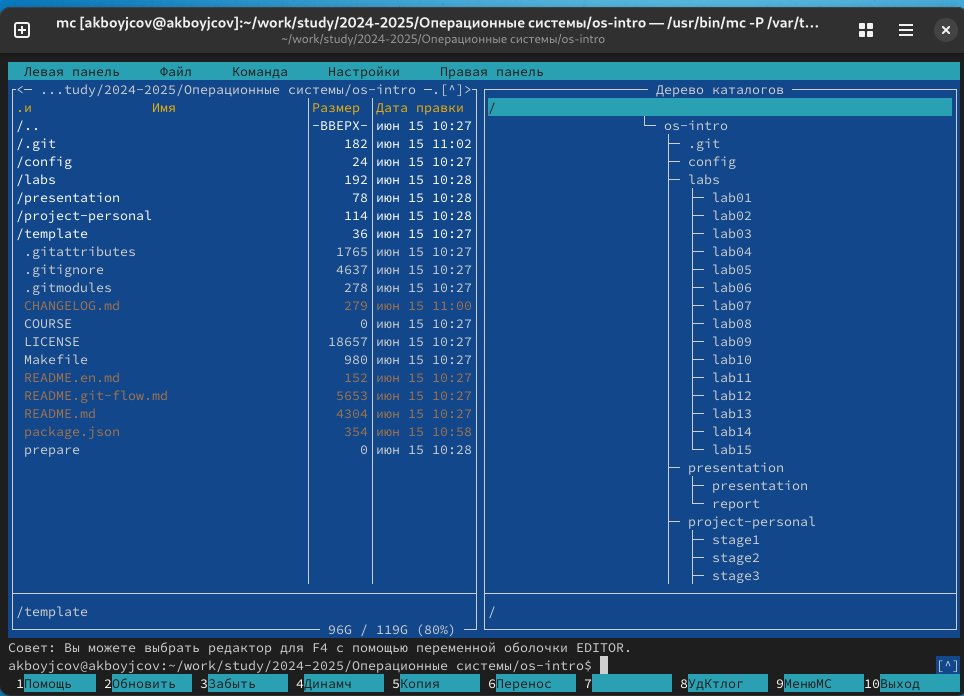 mc [akboyjcov@akboyjcov]:~/work/study/2024-2025/Операционные системы/os-intro — /usr/bin/mc -P /var/t...
~/work/study/2024-2025/Операционные системы/os-intro
Левая панель Файл Команда Настройки Правая панель
<— ...tudy/2024-2025/Операционные системы/os-intro —.[^]>
.и Имя Размер Дата правки
/.. -ВВЕРХ- июн 15 10:27
/.git 182 июн 15 11:02
/config 24 июн 15 10:27
/labs 192 июн 15 10:28
/presentation 78 июн 15 10:28
/project-personal 114 июн 15 10:28
/template 36 июн 15 10:27
.gitattributes 1765 июн 15 10:27
.gitignore 4637 июн 15 10:27
.gitmodules 278 июн 15 10:27
CHANGELOG.md 279 июн 15 11:00
COURSE 0 июн 15 10:27
LICENSE 18657 июн 15 10:27
Makefile 980 июн 15 10:27
README.en.md 152 июн 15 10:27
README.git-flow.md 5653 июн 15 10:27
README.md 4304 июн 15 10:27
package.json 354 июн 15 10:58
prepare 0 июн 15 10:28
/template
96G / 119G (80%)
Дерево каталогов
/
os-intro
.git
config
labs
lab01
lab02
lab03
lab04
lab05
lab06
lab07
lab08
lab09
lab10
lab11
lab12
lab13
lab14
lab15
presentation
presentation
report
project-personal
stage1
stage2
stage3
/
Совет: Вы можете выбрать редактор для F4 с помощью переменной оболочки EDITOR.
akboyjcov@akboyjcov:~/work/study/2024-2025/Операционные системы/os-intro$ [^]
1Помощь 2Обновить 3Забыть 4Динамч 5Копия 6Перенос 7 8УдКтлог 9МенюМС 10Выход